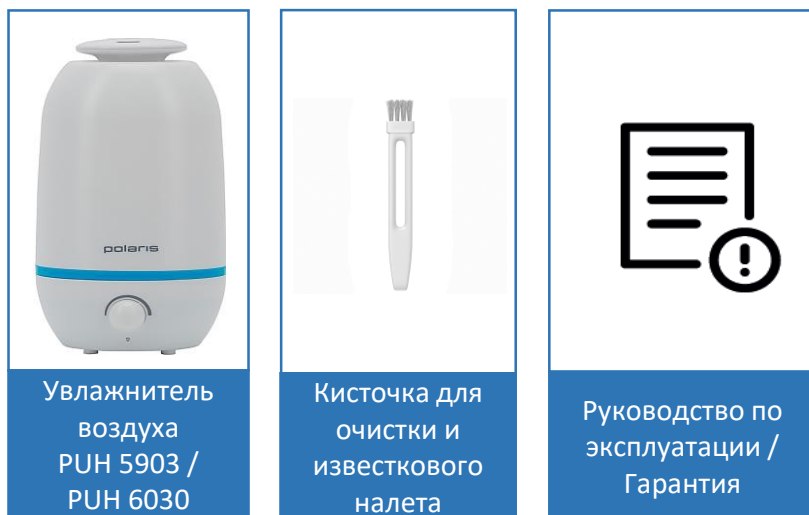 polaris
Увлажнитель
воздуха
PUH 5903 /
PUH 6030
Кисточка для
очистки и
известкового
налета
Руководство по
эксплуатации /
Гарантия